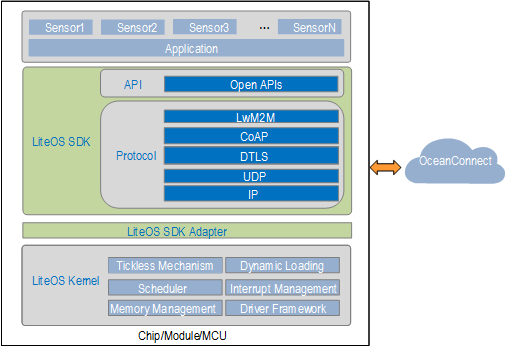 Sensor1 Sensor2 Sensor3 ... SensorN
Application
API Open APIs
LiteOS SDK
Protocol
LwM2M
CoAP
DTLS
UDP
IP
OceanConnect
LiteOS SDK Adapter
LiteOS Kernel
Tickless Mechanism Dynamic Loading
Scheduler Interrupt Management
Memory Management Driver Framework
Chip/Module/MCU